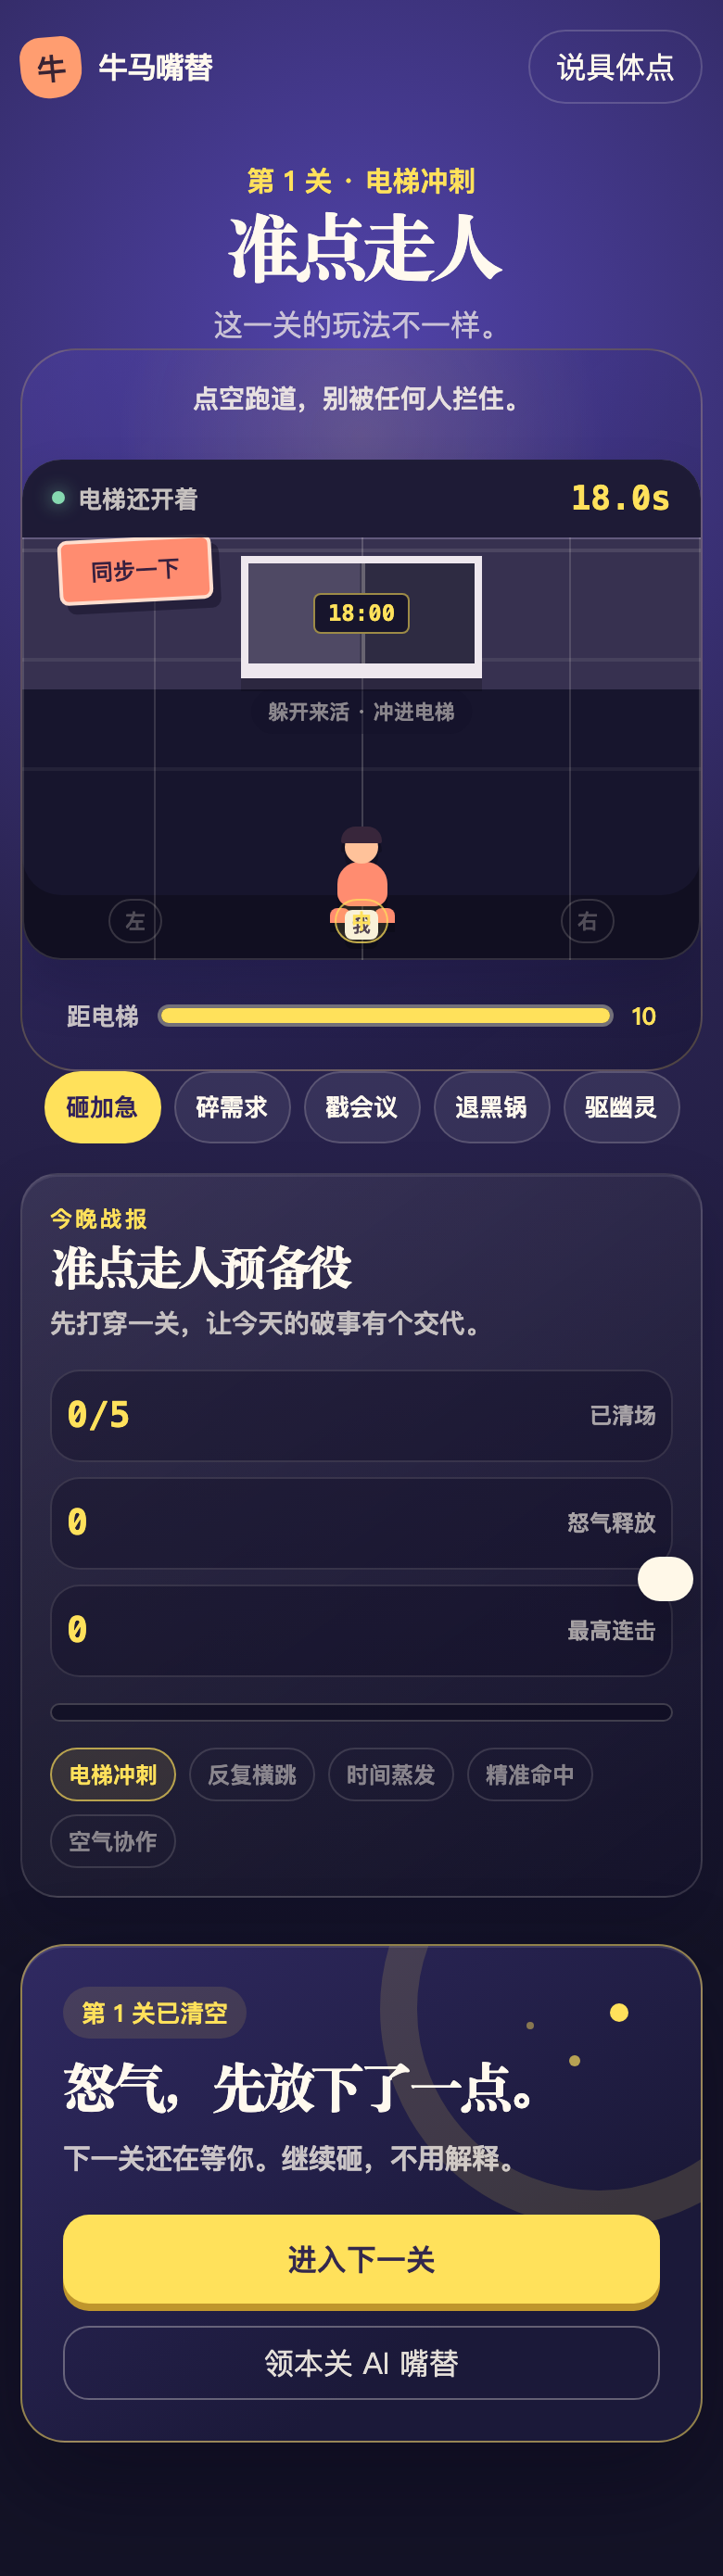 牛 牛马嘴替 说具体点
第 1 关 · 电梯冲刺
准点走人
这一关的玩法不一样。
点空跑道，别被任何人拦住。
电梯还开着 18.0s
同步一下
18:00
躲开来活 · 冲进电梯
左 我 右
距电梯 10
砸加急 碎需求 戳会议 退黑锅 驱幽灵
今晚战报
准点走人预备役
先打穿一关，让今天的破事有个交代。
0/5 已清场
0 怒气释放
0 最高连击
电梯冲刺 反复横跳 时间蒸发 精准命中
空气协作
第 1 关已清空
怒气，先放下了一点。
下一关还在等你。继续砸，不用解释。
进入下一关
领本关 AI 嘴替